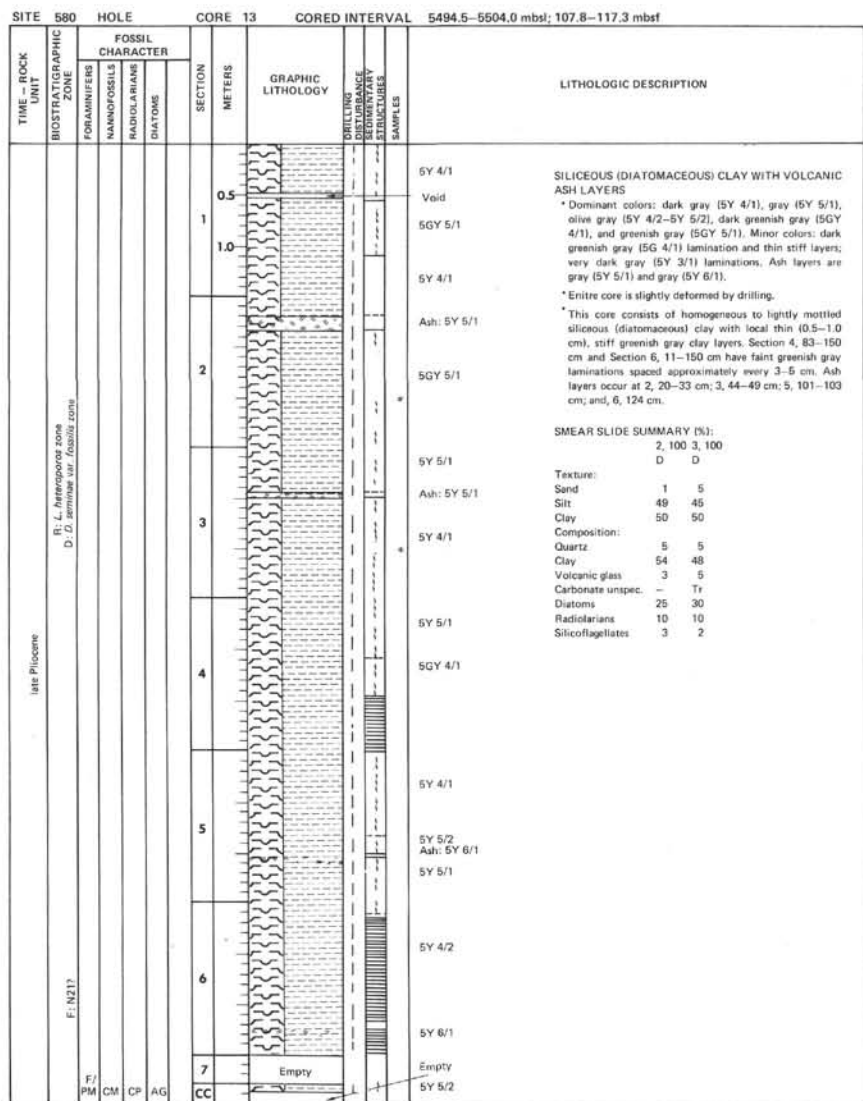 SITE 580 HOLE CORE 13 CORED INTERVAL 5494.5–5504.0 mbsl; 107.8–117.3 mbsf
TIME – ROCK UNIT
BIOSTRATIGRAPHIC ZONE
FOSSIL CHARACTER
FORAMINIFERS
NANNOFOSSILS
RADIOLARIANS
DIATOMS
SECTION
METERS
GRAPHIC LITHOLOGY
DRILLING DISTURBANCE
SEDIMENTARY STRUCTURES
SAMPLES
LITHOLOGIC DESCRIPTION
late Pliocene
R: L. heteroporos zone
D: D. seminae var. fossilis zone
F: N21?
F/
PM CM CP AG
1
0.5
1.0
2
3
4
5
6
7
CC
Empty
5Y 4/1
Void
5GY 5/1
5Y 4/1
Ash: 5Y 5/1
5GY 5/1
*
5Y 5/1
Ash: 5Y 5/1
5Y 4/1
*
5Y 5/1
5GY 4/1
5Y 4/1
5Y 5/2
Ash: 5Y 6/1
5Y 5/1
5Y 4/2
5Y 6/1
Empty
5Y 5/2
SILICEOUS (DIATOMACEOUS) CLAY WITH VOLCANIC
ASH LAYERS
* Dominant colors: dark gray (5Y 4/1), gray (5Y 5/1),
olive gray (5Y 4/2–5Y 5/2), dark greenish gray (5GY
4/1), and greenish gray (5GY 5/1). Minor colors: dark
greenish gray (5G 4/1) lamination and thin stiff layers;
very dark gray (5Y 3/1) laminations. Ash layers are
gray (5Y 5/1) and gray (5Y 6/1).
* Enitre core is slightly deformed by drilling.
* This core consists of homogeneous to lightly mottled
siliceous (diatomaceous) clay with local thin (0.5–1.0
cm), stiff greenish gray clay layers. Section 4, 83–150
cm and Section 6, 11–150 cm have faint greenish gray
laminations spaced approximately every 3–5 cm. Ash
layers occur at 2, 20–33 cm; 3, 44–49 cm; 5, 101–103
cm; and, 6, 124 cm.
SMEAR SLIDE SUMMARY (%):
2, 100 3, 100
D D
Texture:
Sand 1 5
Silt 49 45
Clay 50 50
Composition:
Quartz 5 5
Clay 54 48
Volcanic glass 3 5
Carbonate unspec. – Tr
Diatoms 25 30
Radiolarians 10 10
Silicoflagellates 3 2